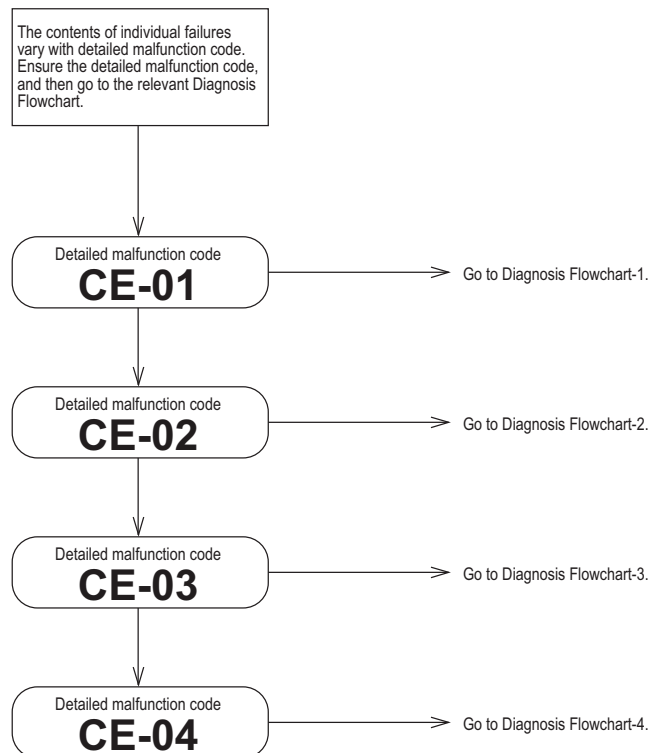 The contents of individual failures
vary with detailed malfunction code.
Ensure the detailed malfunction code,
and then go to the relevant Diagnosis
Flowchart.
Detailed malfunction code
CE-01
Go to Diagnosis Flowchart-1.
Detailed malfunction code
CE-02
Go to Diagnosis Flowchart-2.
Detailed malfunction code
CE-03
Go to Diagnosis Flowchart-3.
Detailed malfunction code
CE-04
Go to Diagnosis Flowchart-4.